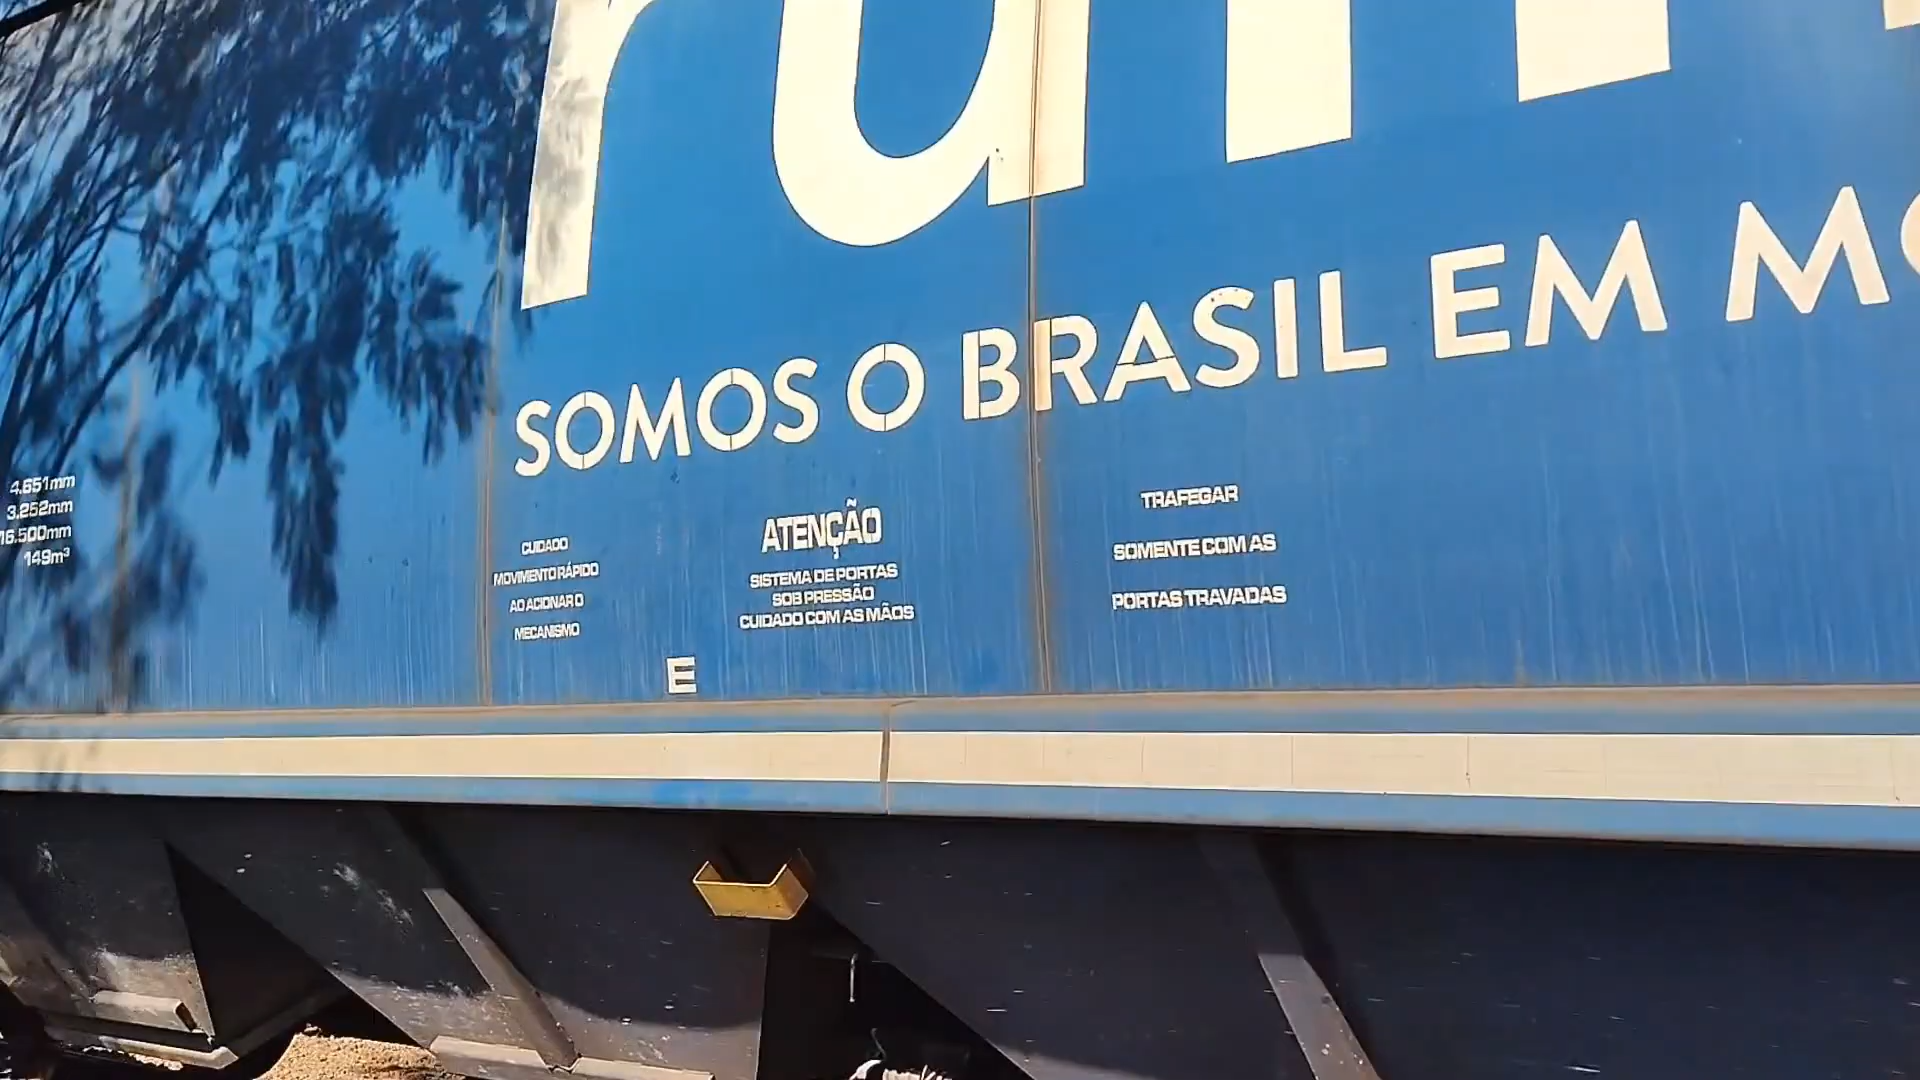 SOMOS O BRASIL EM
4.651mm
3.252mm
16.500mm
149m³
CUIDADO
MOVIMENTO RÁPIDO
AO ACIONAR O
MECANISMO
ATENÇÃO
SISTEMA DE PORTAS
SOB PRESSÃO
CUIDADO COM AS MÃOS
TRAFEGAR
SOMENTE COM AS
PORTAS TRAVADAS
E